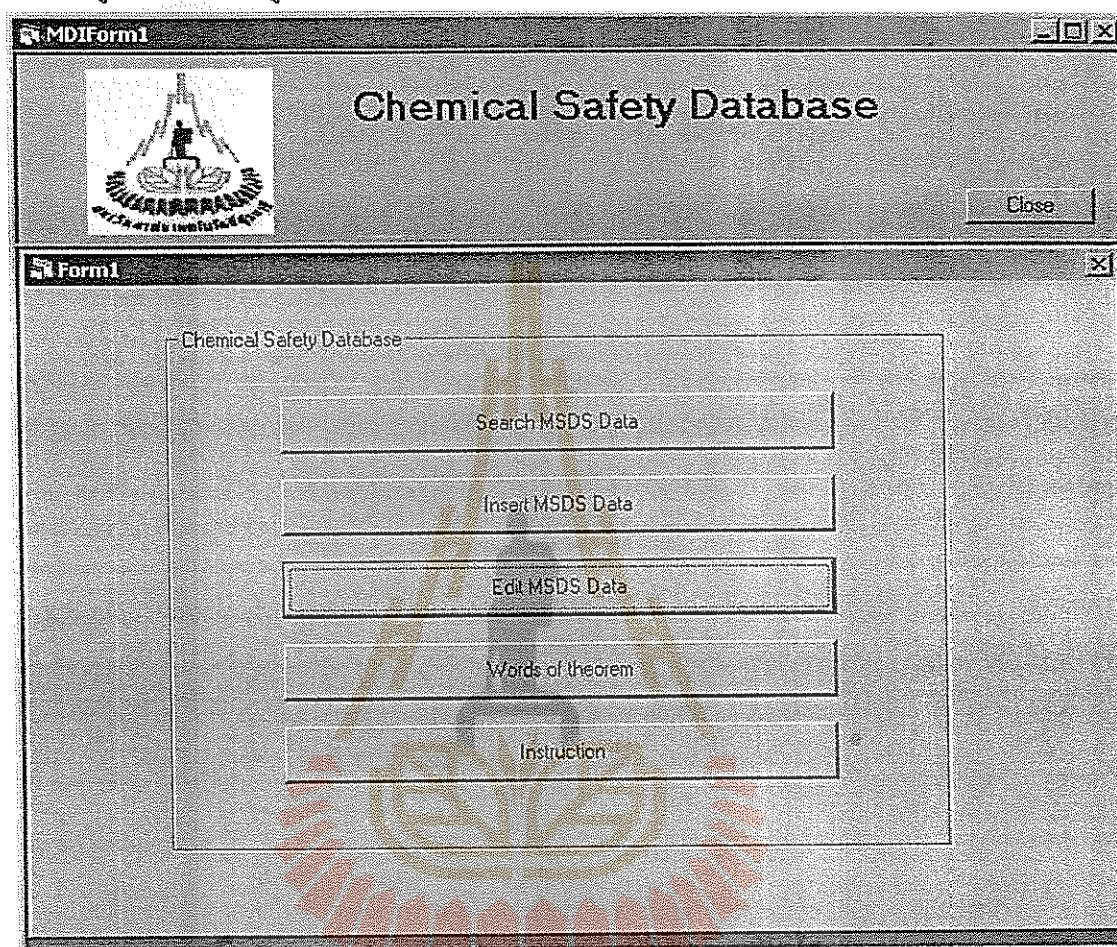 MDIForm1
Chemical Safety Database
Close
Form1
Chemical Safety Database
Search MSDS Data
Insert MSDS Data
Edit MSDS Data
Words of theorem
Instruction